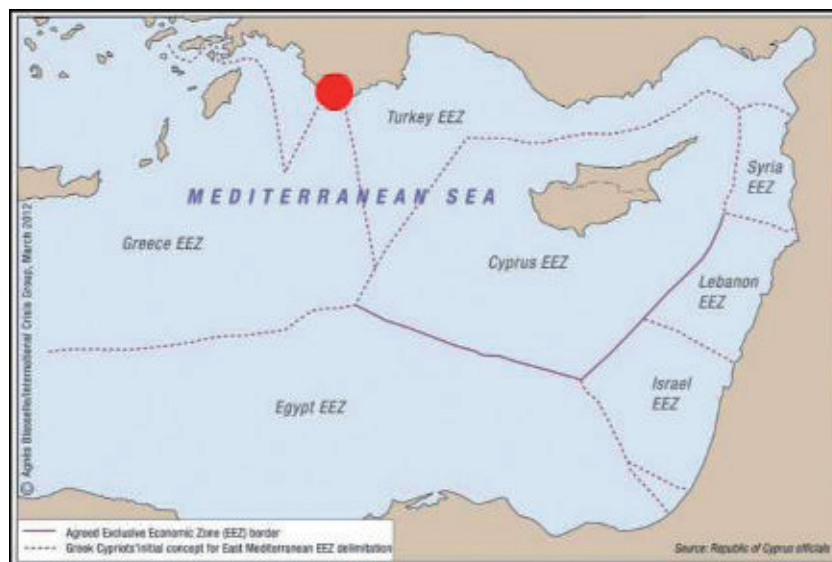 Turkey EEZ
Syria
EEZ
MEDITERRANEAN SEA
Greece EEZ
Cyprus EEZ
Lebanon
EEZ
Israel
EEZ
Egypt EEZ
© Agnès Blasselle/International Crisis Group, March 2012
Agreed Exclusive Economic Zone (EEZ) border
Greek Cypriots' initial concept for East Mediterranean EEZ delimitation
Source: Republic of Cyprus officials